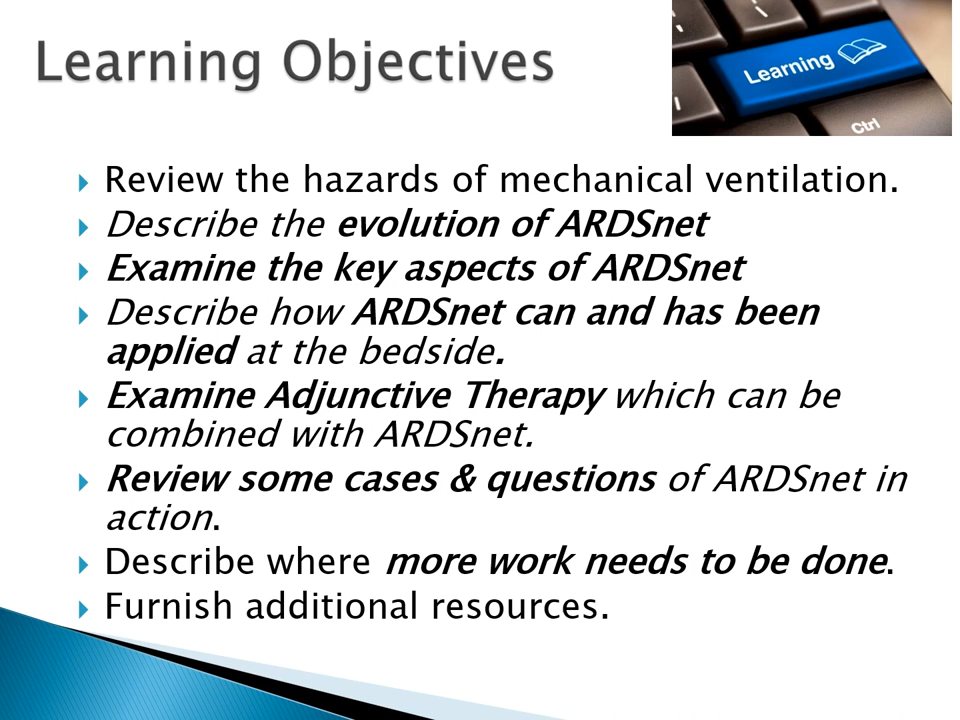 Learning Objectives
Learning
Ctrl
Review the hazards of mechanical ventilation.
Describe the evolution of ARDSnet
Examine the key aspects of ARDSnet
Describe how ARDSnet can and has been
applied at the bedside.
Examine Adjunctive Therapy which can be
combined with ARDSnet.
Review some cases & questions of ARDSnet in
action.
Describe where more work needs to be done.
Furnish additional resources.